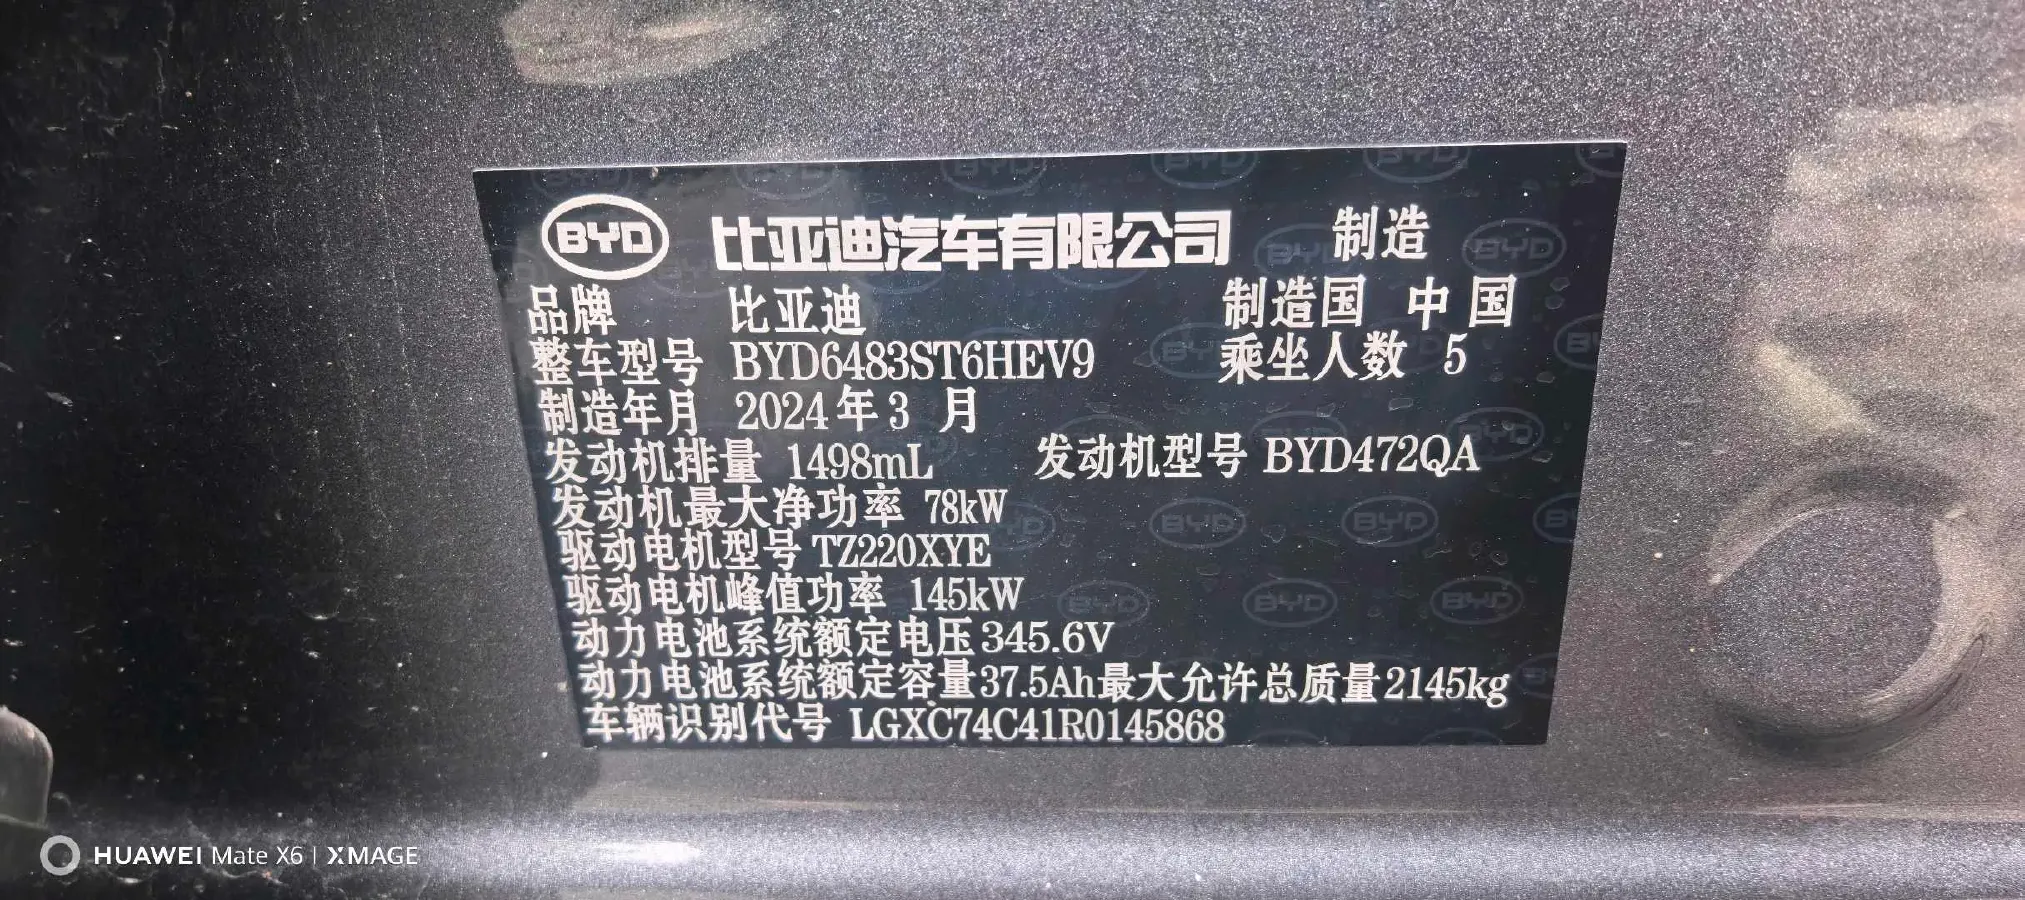 BYD 比亚迪汽车有限公司 制造
品牌 比亚迪 制造国 中国
整车型号 BYD6483ST6HEV9 乘坐人数 5
制造年月 2024年3月
发动机排量 1498mL 发动机型号 BYD472QA
发动机最大净功率 78kW
驱动电机型号 TZ220XYE
驱动电机峰值功率 145kW
动力电池系统额定电压 345.6V
动力电池系统额定容量 37.5Ah 最大允许总质量 2145kg
车辆识别代号 LGXC74C41R0145868
HUAWEI Mate X6 | XMAGE